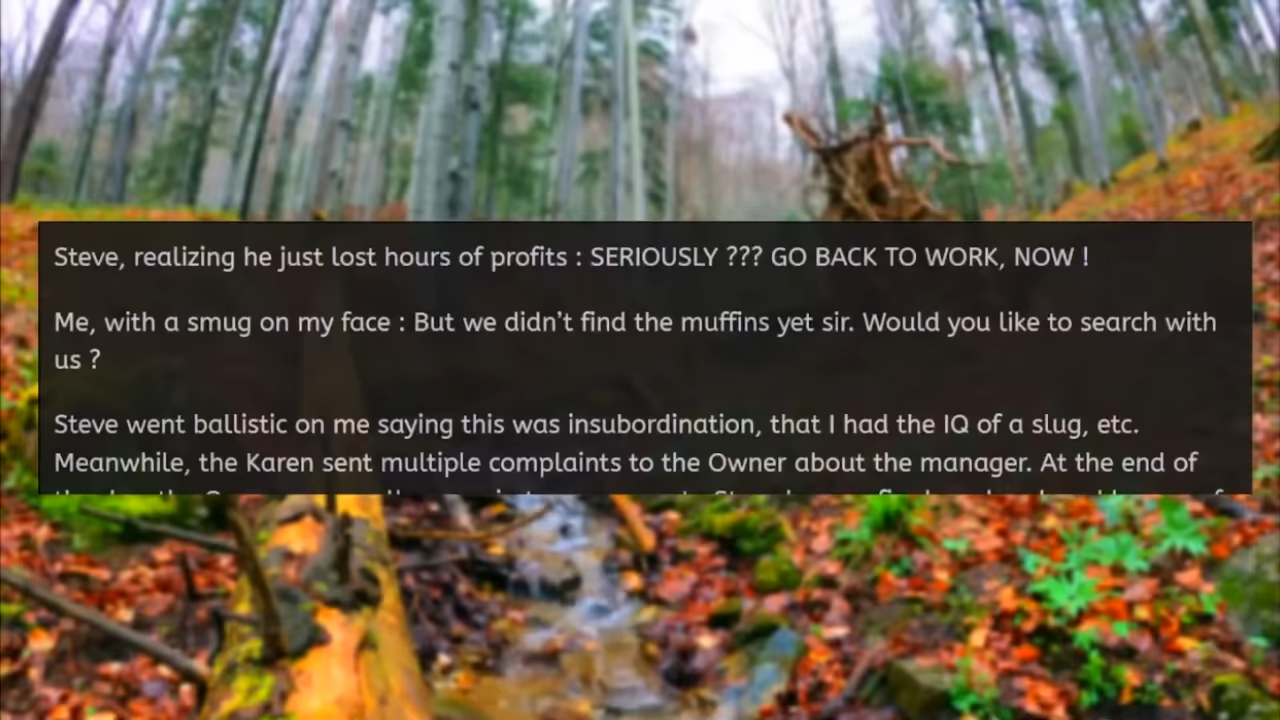 Steve, realizing he just lost hours of profits : SERIOUSLY ??? GO BACK TO WORK, NOW !
Me, with a smug on my face : But we didn’t find the muffins yet sir. Would you like to search with
us ?
Steve went ballistic on me saying this was insubordination, that I had the IQ of a slug, etc.
Meanwhile, the Karen sent multiple complaints to the Owner about the manager. At the end of